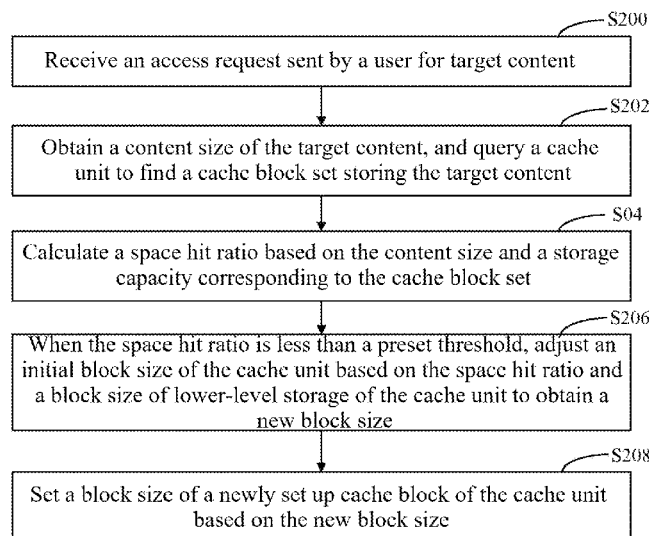 S200
Receive an access request sent by a user for target content
S202
Obtain a content size of the target content, and query a cache
unit to find a cache block set storing the target content
S04
Calculate a space hit ratio based on the content size and a storage
capacity corresponding to the cache block set
S206
When the space hit ratio is less than a preset threshold, adjust an
initial block size of the cache unit based on the space hit ratio and
a block size of lower-level storage of the cache unit to obtain a
new block size
S208
Set a block size of a newly set up cache block of the cache unit
based on the new block size